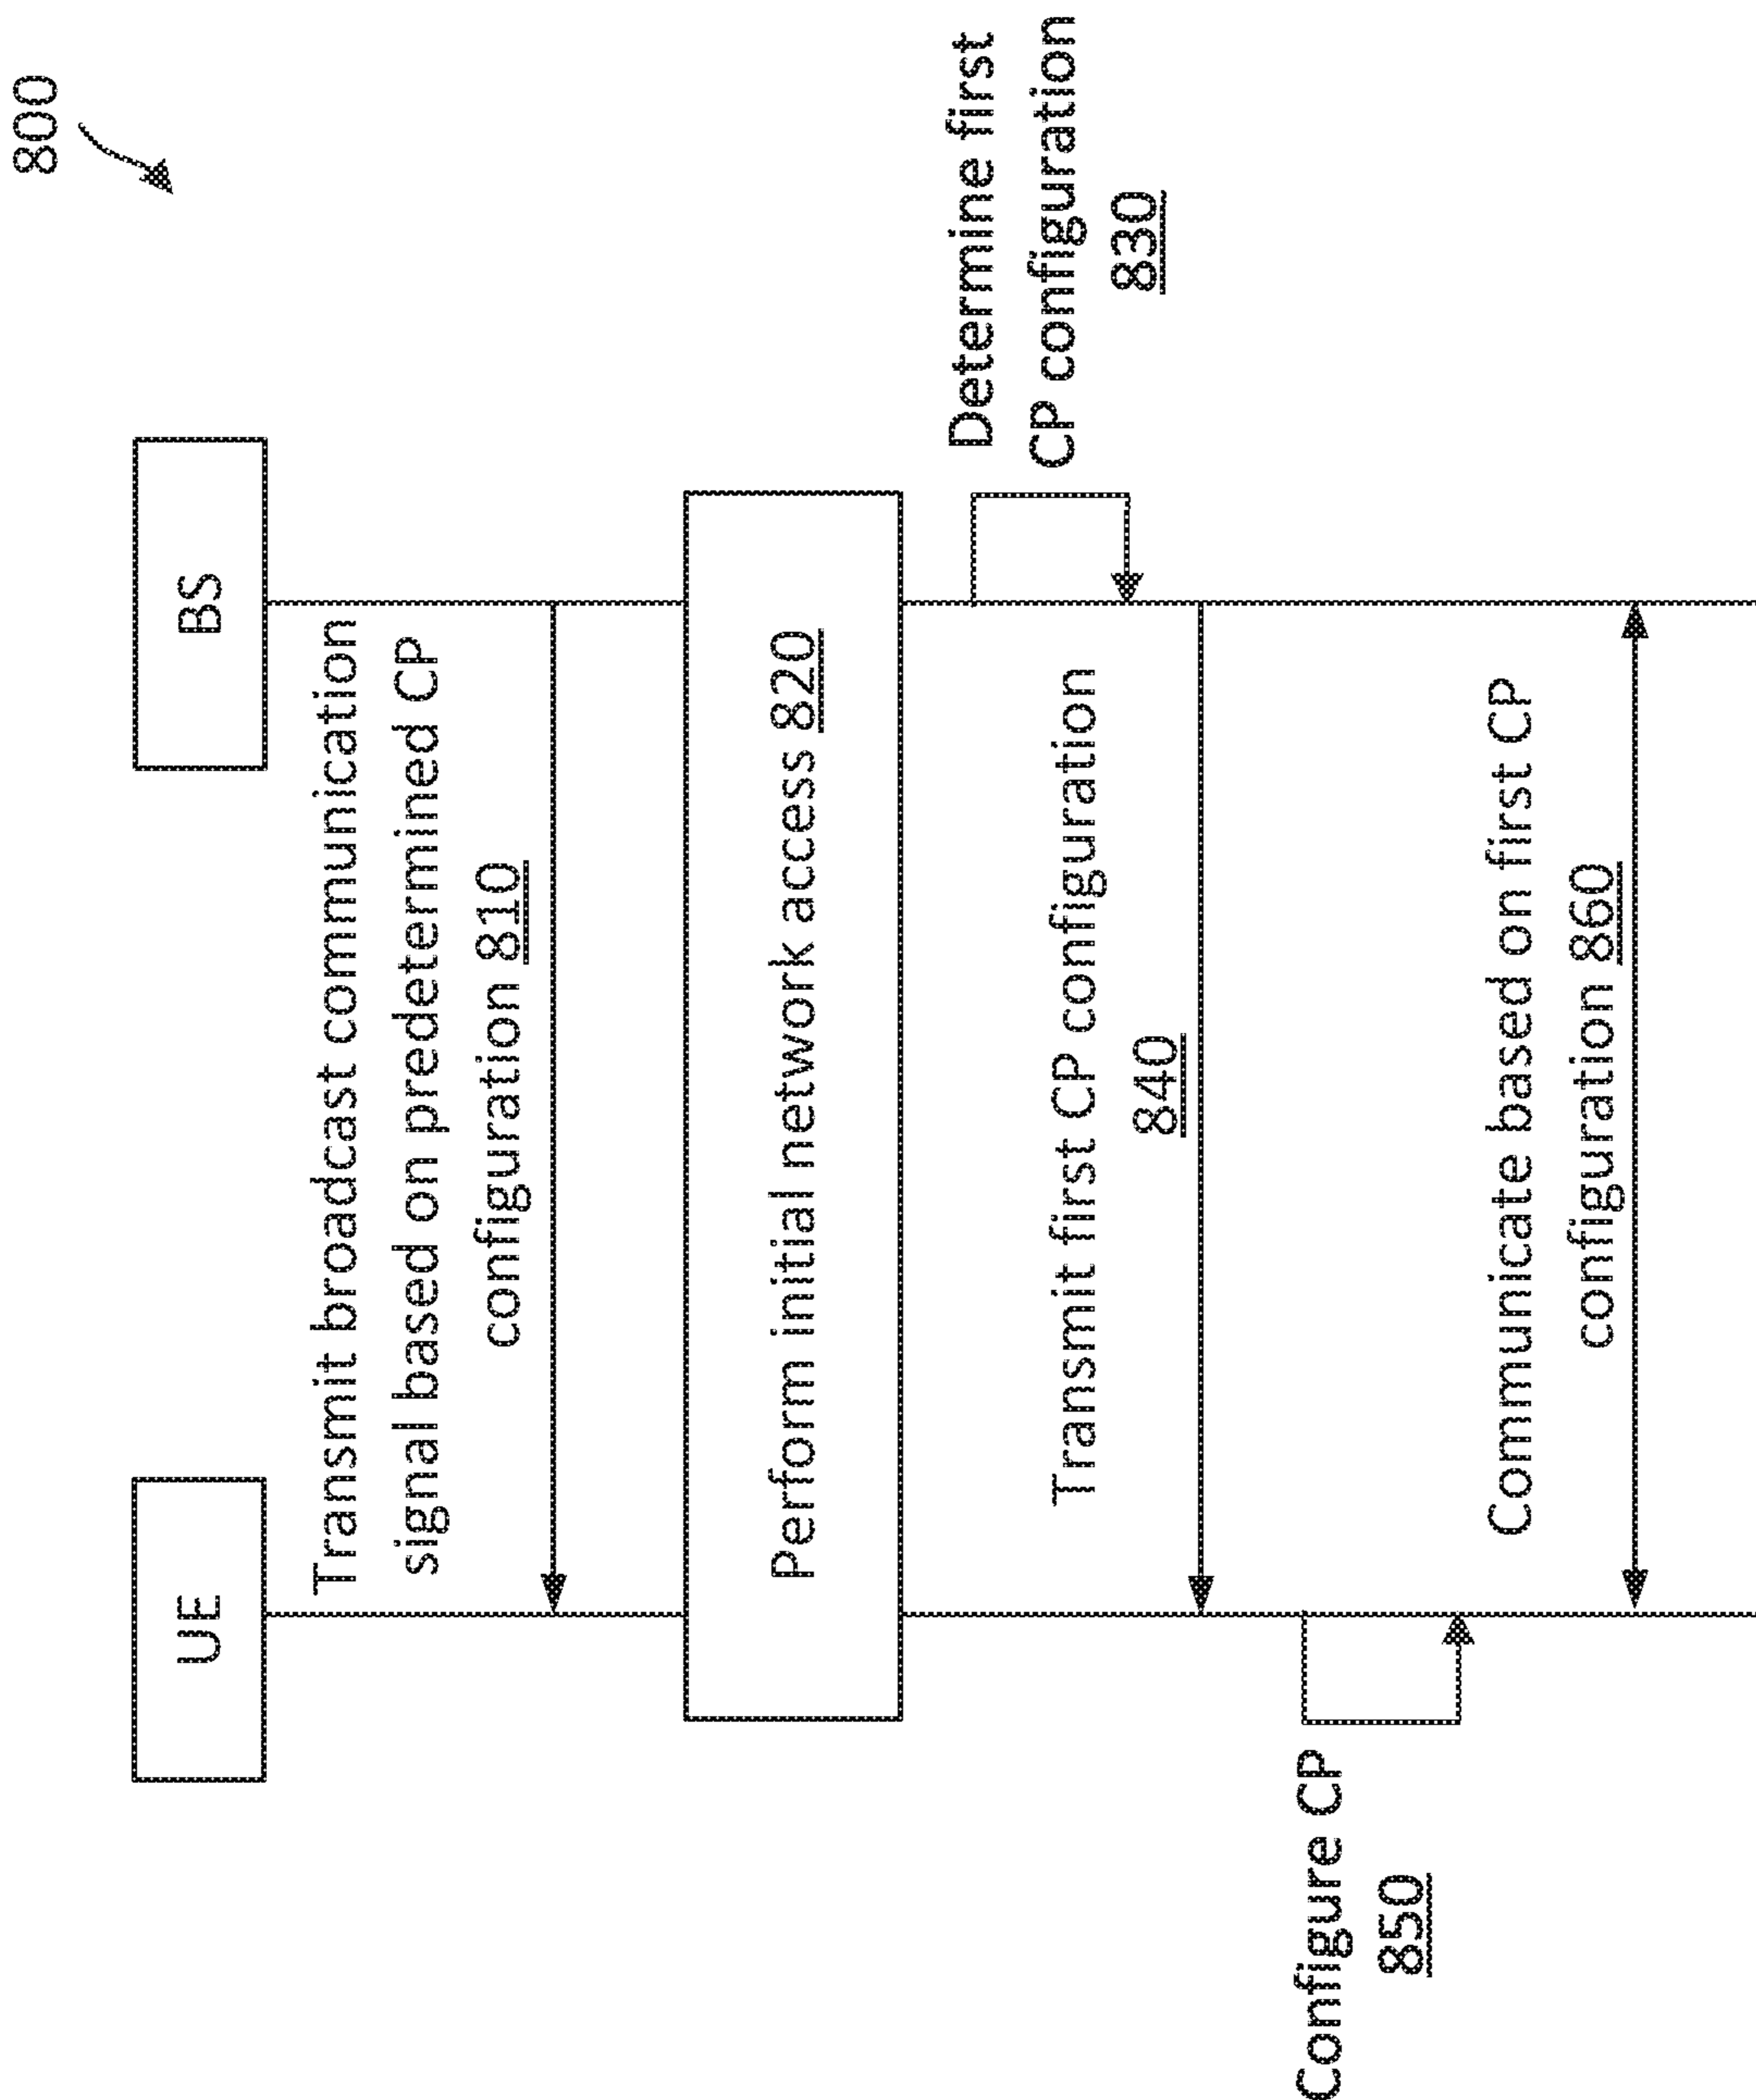 800
UE
BS
Transmit broadcast communication
signal based on predetermined CP
configuration 810
Perform initial network access 820
Determine first
CP configuration
830
Transmit first CP configuration
840
Configure CP
850
Communicate based on first CP
configuration 860